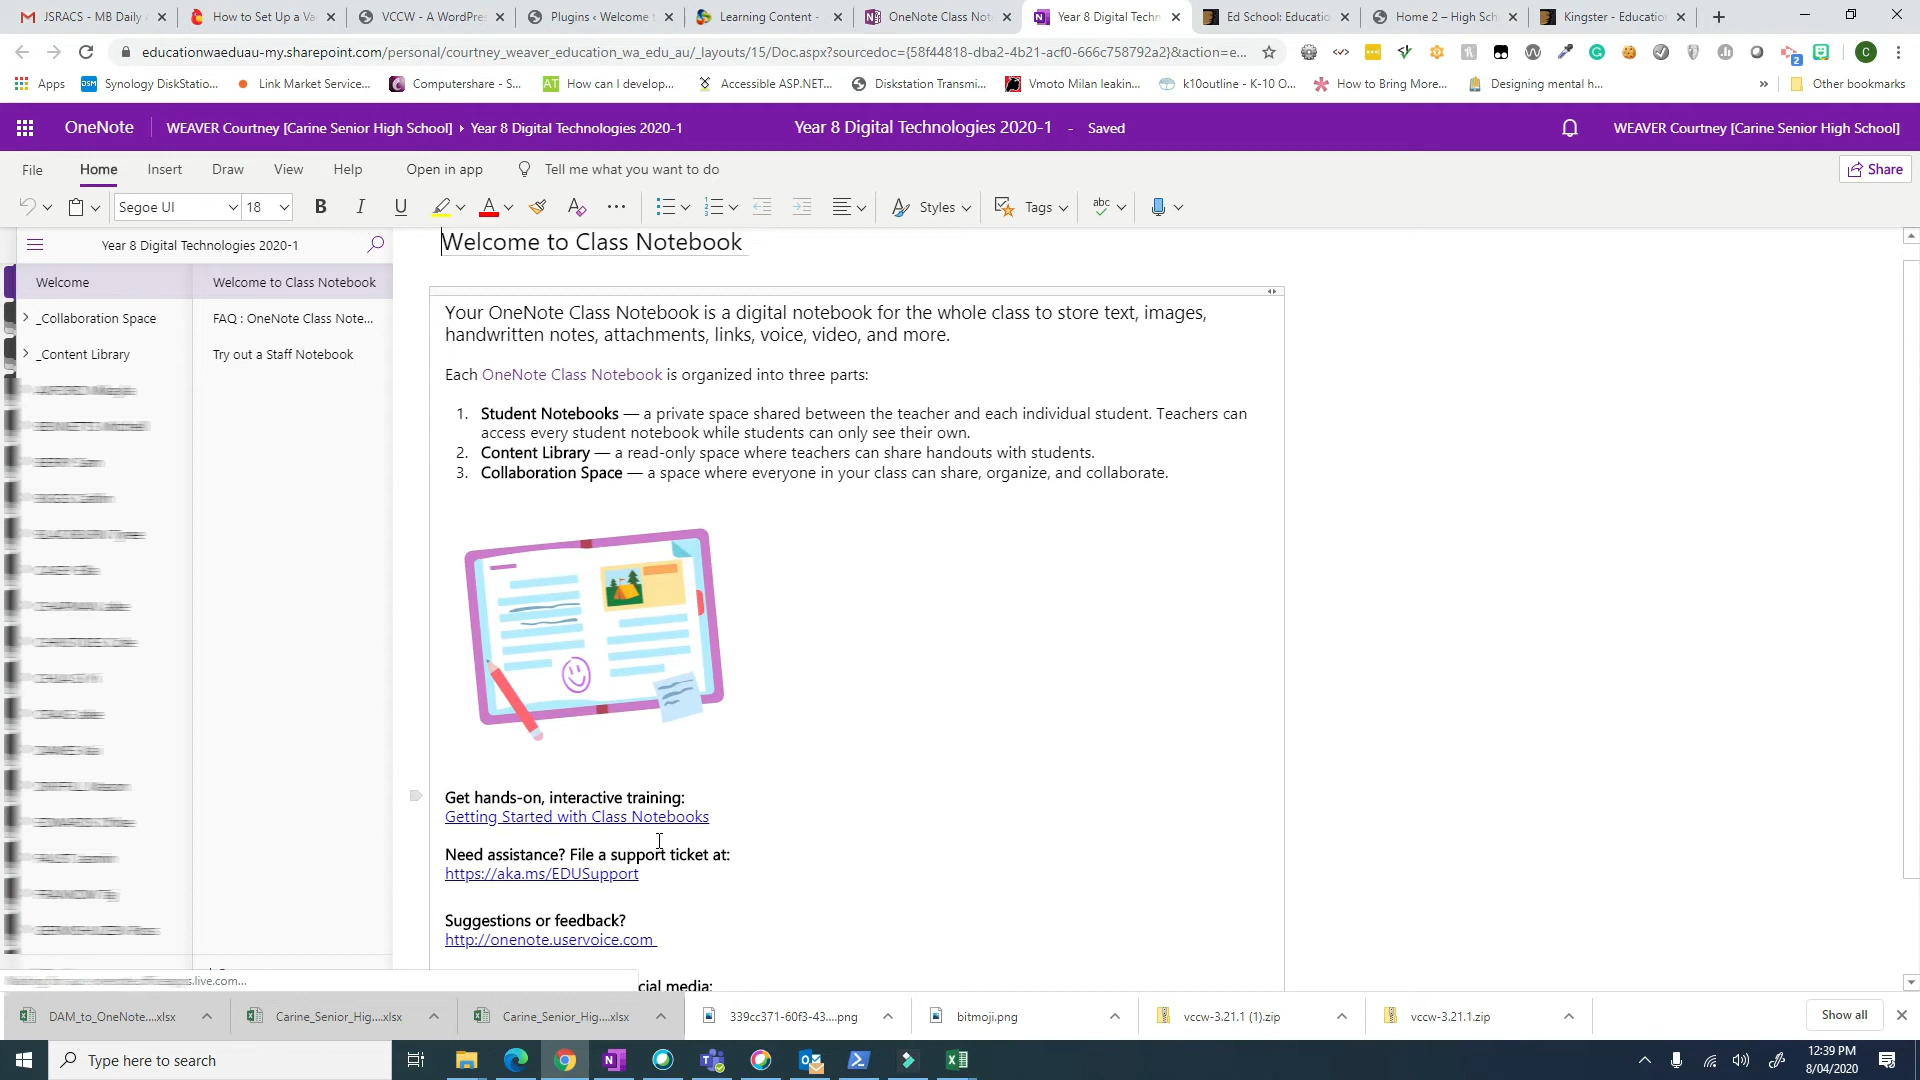 JSRACS - MB Daily
How to Set Up a Va
VCCW - A WordPre
Plugins ‹ Welcome
Learning Content -
OneNote Class Not
Year 8 Digital Techn
Ed School: Educatio
Home 2 – High Sch
Kingster - Educatio
educationwaeduau-my.sharepoint.com/personal/courtney_weaver_education_wa_edu_au/_layouts/15/Doc.aspx?sourcedoc={58f44818-dba2-4b21-acf0-666c758792a2}&action=e...
Apps
Synology DiskStatio...
Link Market Service...
Computershare - S...
How can I develop...
Accessible ASP.NET...
Diskstation Transmi...
Vmoto Milan leakin...
k10outline - K-10 O...
How to Bring More...
Designing mental h...
Other bookmarks
OneNote
WEAVER Courtney [Carine Senior High School] › Year 8 Digital Technologies 2020-1
Year 8 Digital Technologies 2020-1 - Saved
WEAVER Courtney [Carine Senior High School]
File Home Insert Draw View Help Open in app Tell me what you want to do
Share
Segoe UI 18 B I U A Styles Tags abc
Year 8 Digital Technologies 2020-1
Welcome
_Collaboration Space
_Content Library
Welcome to Class Notebook
FAQ : OneNote Class Note...
Try out a Staff Notebook
Welcome to Class Notebook
Your OneNote Class Notebook is a digital notebook for the whole class to store text, images,
handwritten notes, attachments, links, voice, video, and more.
Each OneNote Class Notebook is organized into three parts:
1. Student Notebooks — a private space shared between the teacher and each individual student. Teachers can
access every student notebook while students can only see their own.
2. Content Library — a read-only space where teachers can share handouts with students.
3. Collaboration Space — a space where everyone in your class can share, organize, and collaborate.
Get hands-on, interactive training:
Getting Started with Class Notebooks
Need assistance? File a support ticket at:
https://aka.ms/EDUSupport
Suggestions or feedback?
http://onenote.uservoice.com
.live.com...
cial media:
DAM_to_OneNote....xlsx
Carine_Senior_Hig....xlsx
Carine_Senior_Hig....xlsx
339cc371-60f3-43....png
bitmoji.png
vccw-3.21.1 (1).zip
vccw-3.21.1.zip
Show all
Type here to search
12:39 PM
8/04/2020